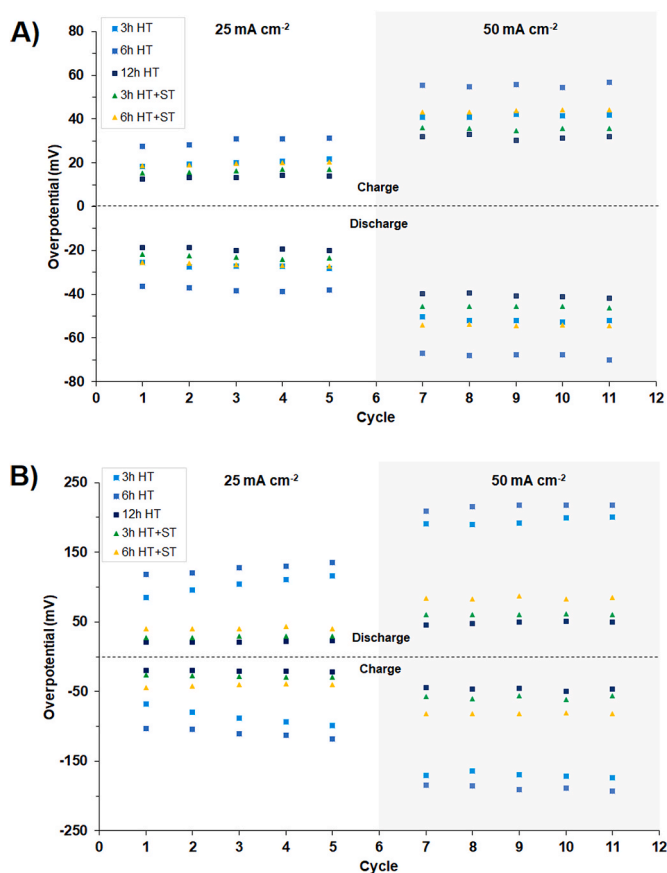 A)
25 mA cm⁻²
50 mA cm⁻²
3h HT
6h HT
12h HT
3h HT+ST
6h HT+ST
Overpotential (mV)
80
60
40
20
0
-20
-40
-60
-80
Charge
Discharge
0 1 2 3 4 5 6 7 8 9 10 11 12
Cycle
B)
25 mA cm⁻²
50 mA cm⁻²
3h HT
6h HT
12h HT
3h HT+ST
6h HT+ST
Overpotential (mV)
250
150
50
-50
-150
-250
Discharge
Charge
0 1 2 3 4 5 6 7 8 9 10 11 12
Cycle